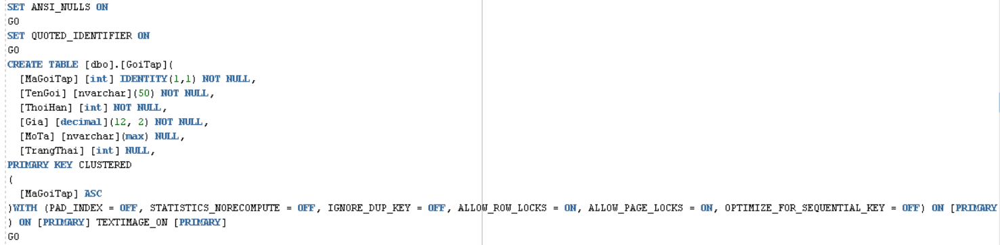 SET ANSI_NULLS ON
GO
SET QUOTED_IDENTIFIER ON
GO
CREATE TABLE [dbo].[GoiTap](
[MaGoiTap] [int] IDENTITY(1,1) NOT NULL,
[TenGoi] [nvarchar](50) NOT NULL,
[ThoiHan] [int] NOT NULL,
[Gia] [decimal](12, 2) NOT NULL,
[MoTa] [nvarchar](max) NULL,
[TrangThai] [int] NULL,
PRIMARY KEY CLUSTERED
(
[MaGoiTap] ASC
)WITH (PAD_INDEX = OFF, STATISTICS_NORECOMPUTE = OFF, IGNORE_DUP_KEY = OFF, ALLOW_ROW_LOCKS = ON, ALLOW_PAGE_LOCKS = ON, OPTIMIZE_FOR_SEQUENTIAL_KEY = OFF) ON [PRIMARY
) ON [PRIMARY] TEXTIMAGE_ON [PRIMARY]
GO